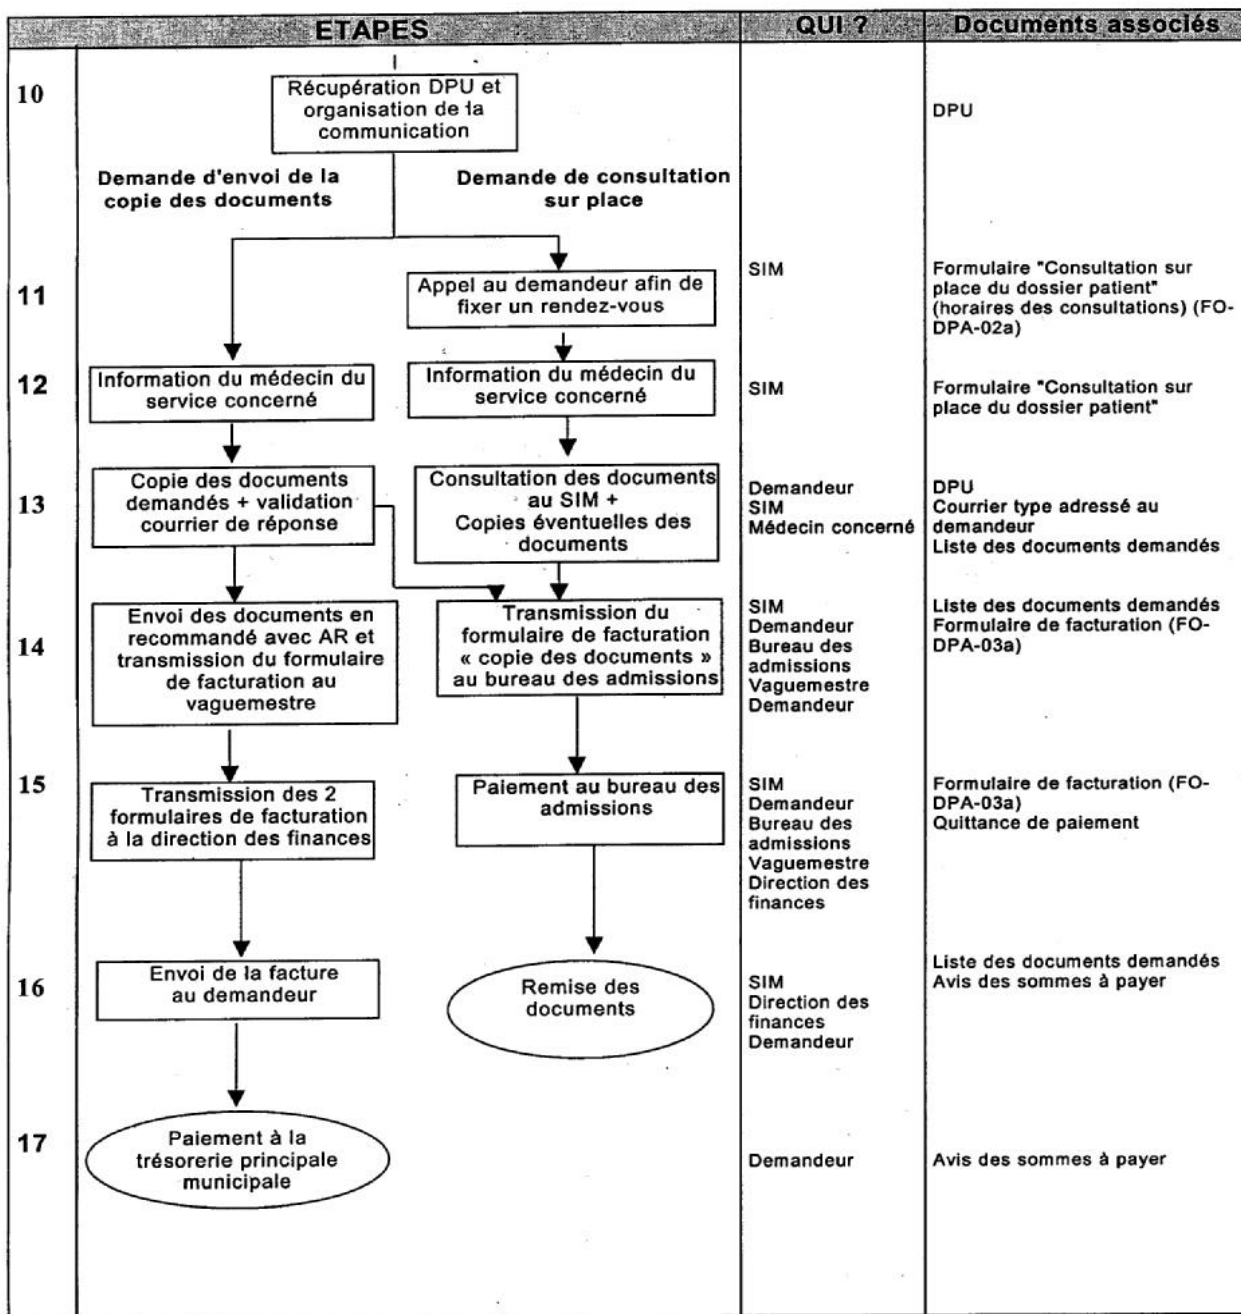 ETAPES
QUI ?
Documents associés
10
Récupération DPU et
organisation de la
communication
DPU
Demande d'envoi de la
copie des documents
Demande de consultation
sur place
11
Appel au demandeur afin de
fixer un rendez-vous
SIM
Formulaire "Consultation sur
place du dossier patient"
(horaires des consultations) (FO-
DPA-02a)
12
Information du médecin du
service concerné
Information du médecin du
service concerné
SIM
Formulaire "Consultation sur
place du dossier patient"
13
Copie des documents
demandés + validation
courrier de réponse
Consultation des documents
au SIM +
Copies éventuelles des
documents
Demandeur
SIM
Médecin concerné
DPU
Courrier type adressé au
demandeur
Liste des documents demandés
14
Envoi des documents en
recommandé avec AR et
transmission du formulaire
de facturation au
vaguemestre
Transmission du
formulaire de facturation
« copie des documents »
au bureau des admissions
SIM
Demandeur
Bureau des
admissions
Vaguemestre
Demandeur
Liste des documents demandés
Formulaire de facturation (FO-
DPA-03a)
15
Transmission des 2
formulaires de facturation
à la direction des finances
Paiement au bureau des
admissions
SIM
Demandeur
Bureau des
admissions
Vaguemestre
Direction des
finances
Formulaire de facturation (FO-
DPA-03a)
Quittance de paiement
16
Envoi de la facture
au demandeur
Remise des
documents
SIM
Direction des
finances
Demandeur
Liste des documents demandés
Avis des sommes à payer
17
Paiement à la
trésorerie principale
municipale
Demandeur
Avis des sommes à payer